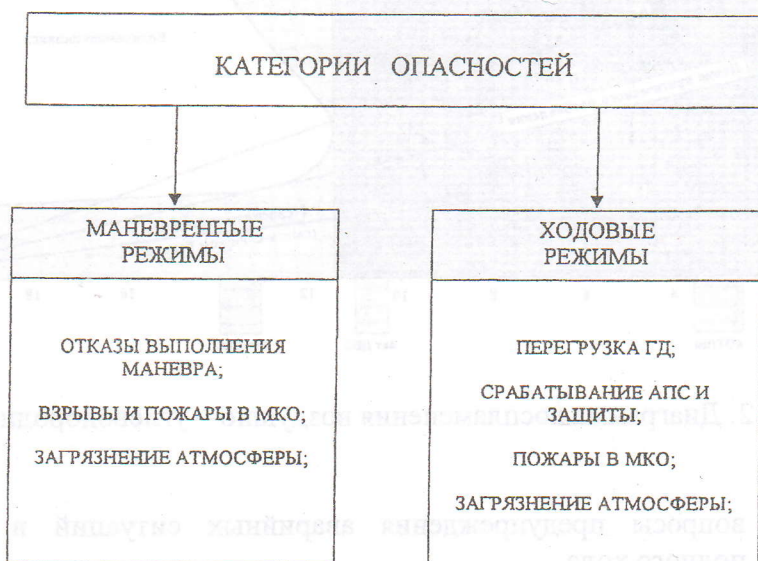 КАТЕГОРИИ ОПАСНОСТЕЙ
МАНЕВРЕННЫЕ
РЕЖИМЫ
ОТКАЗЫ ВЫПОЛНЕНИЯ
МАНЕВРА;
ВЗРЫВЫ И ПОЖАРЫ В МКО;
ЗАГРЯЗНЕНИЕ АТМОСФЕРЫ;
ХОДОВЫЕ
РЕЖИМЫ
ПЕРЕГРУЗКА ГД;
СРАБАТЫВАНИЕ АПС И
ЗАЩИТЫ;
ПОЖАРЫ В МКО;
ЗАГРЯЗНЕНИЕ АТМОСФЕРЫ;